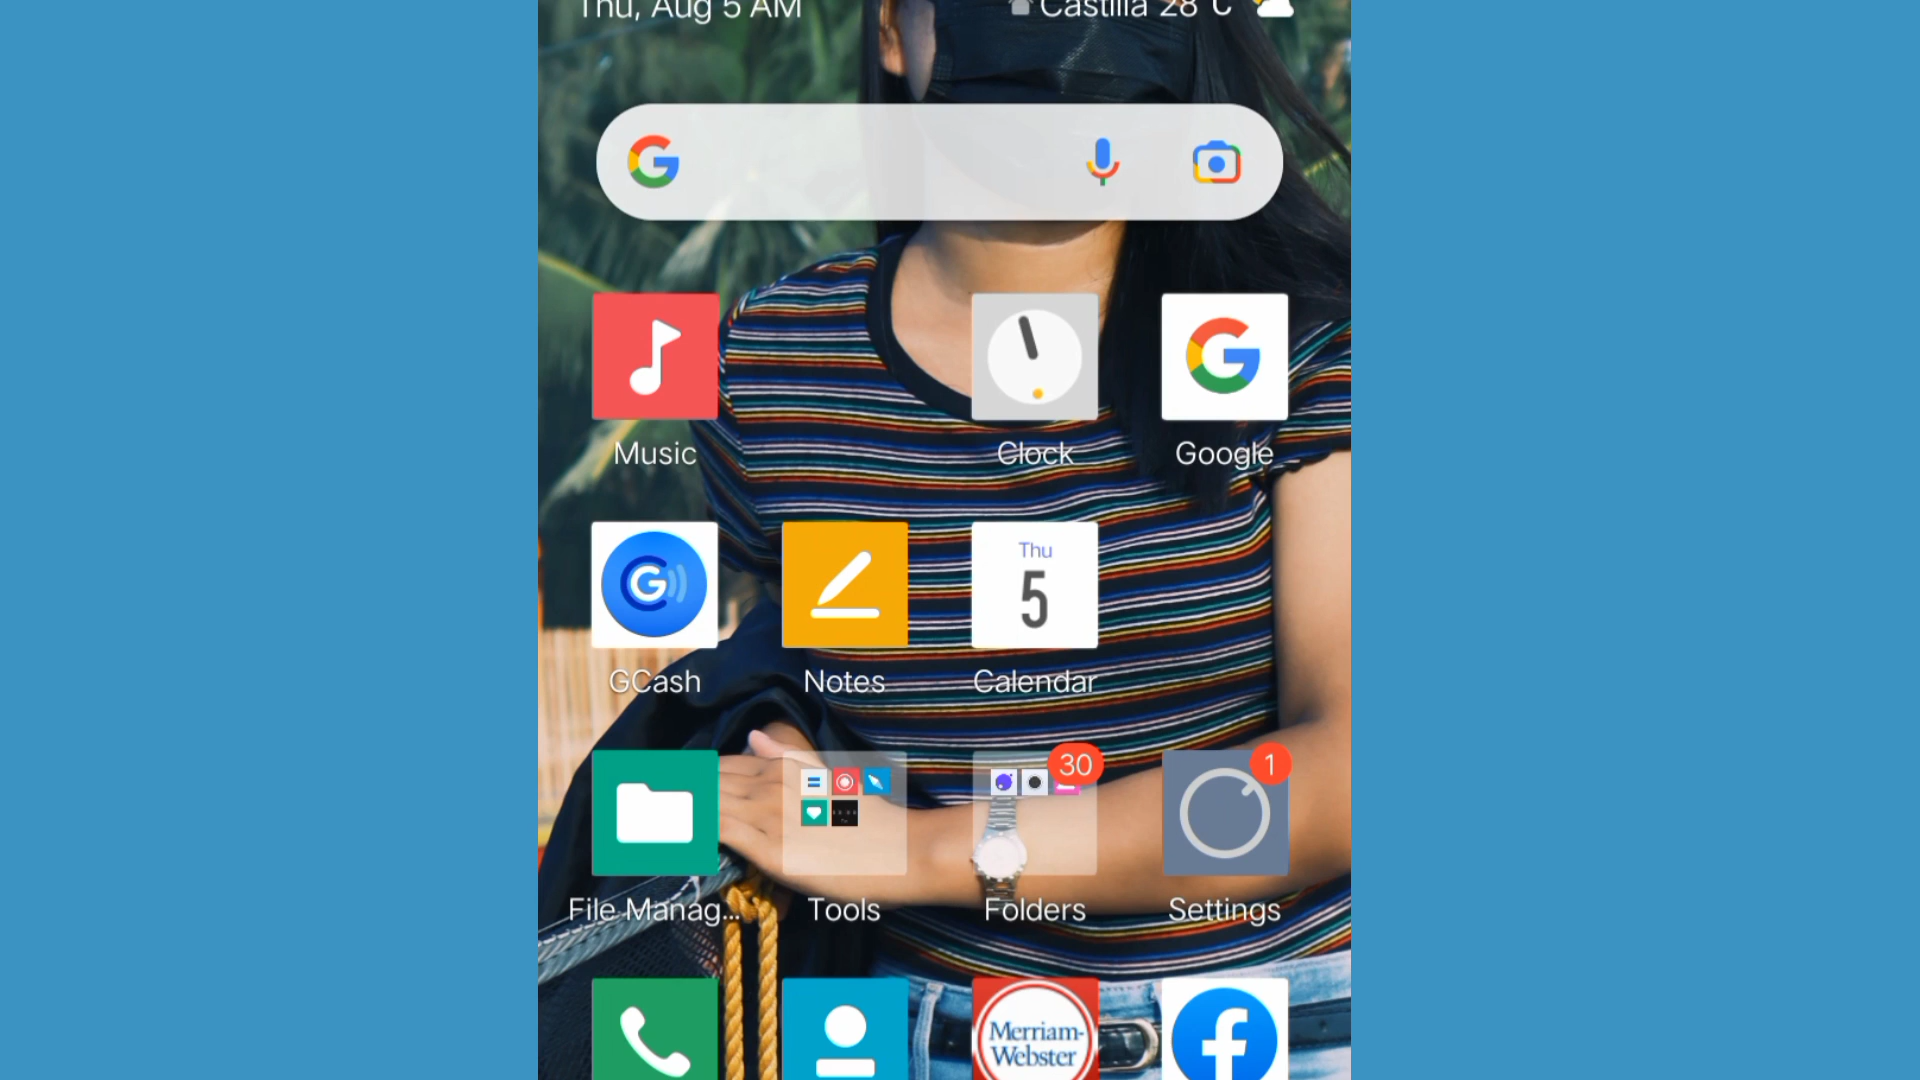 Thu, Aug 5 AM
Castilla 28°C
Music
Clock
Google
Thu
5
GCash
Notes
Calendar
30
1
File Manag...
Tools
Folders
Settings
Merriam-
Webster